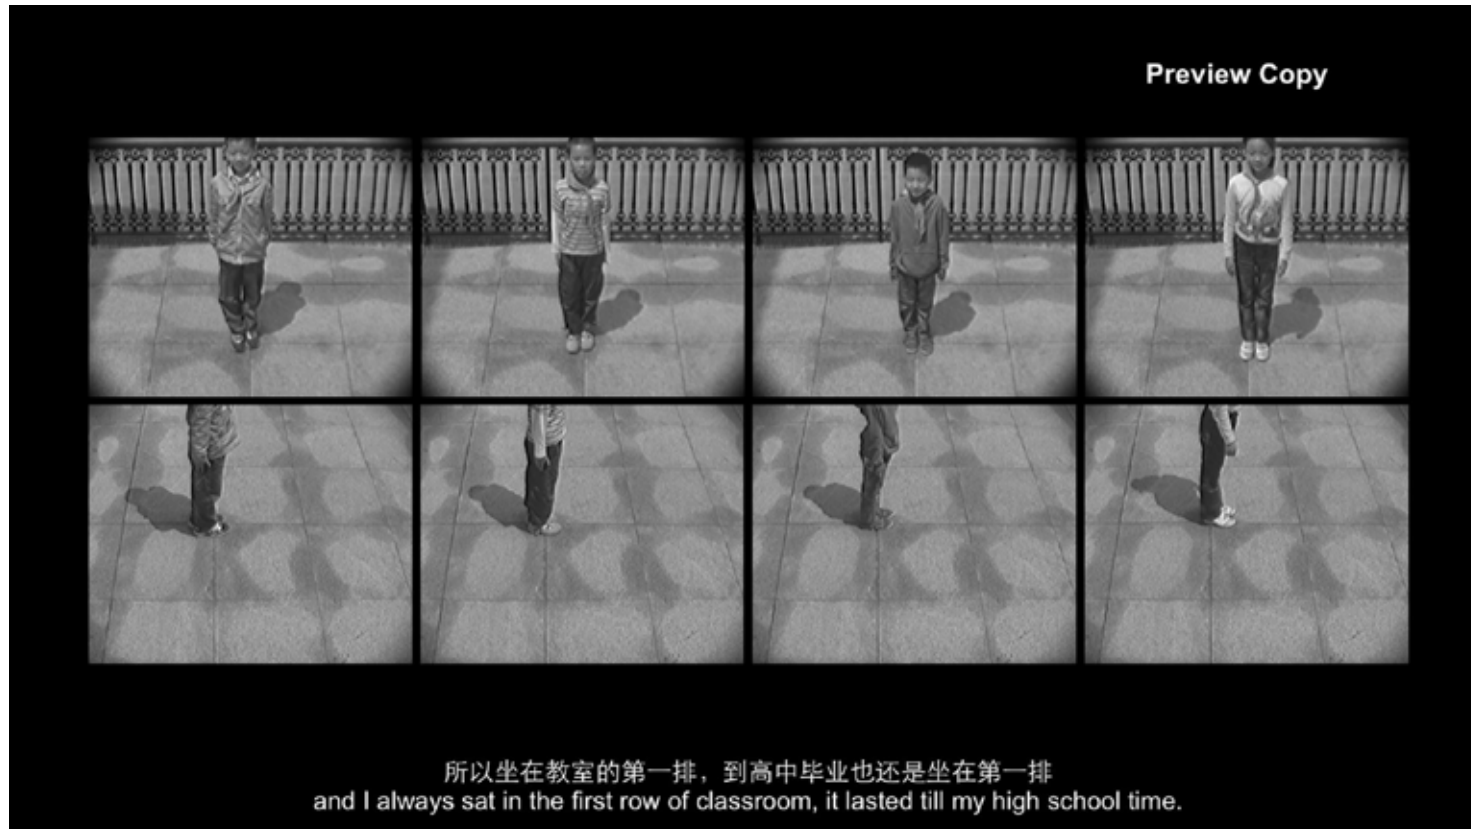 Preview Copy
所以坐在教室的第一排，到高中毕业也还是坐在第一排
and I always sat in the first row of classroom, it lasted till my high school time.